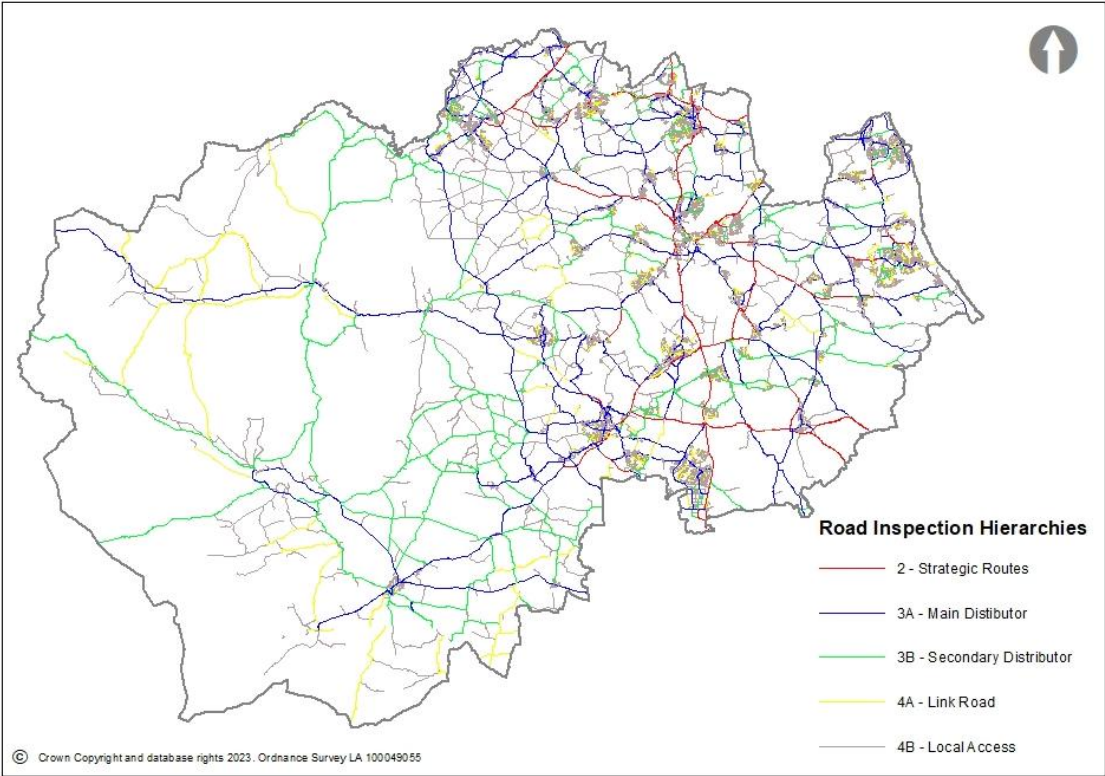 Road Inspection Hierarchies
2 - Strategic Routes
3A - Main Distibutor
3B - Secondary Distributor
4A - Link Road
4B - Local Access
© Crown Copyright and database rights 2023. Ordnance Survey LA 100049055